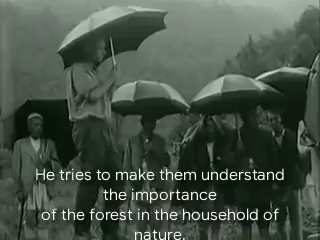 He tries to make them understand
the importance
of the forest in the household of
nature.